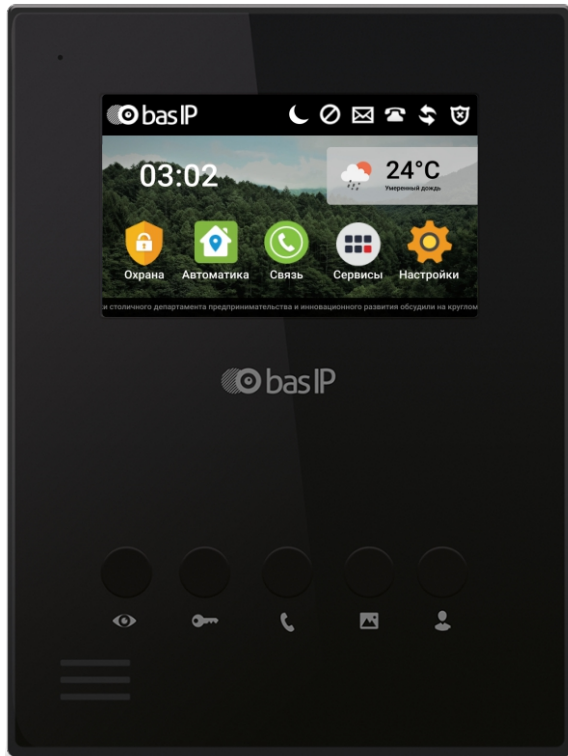 bas IP
03:02
24°C
Умеренный дождь
Охрана Автоматика Связь Сервисы Настройки
и столичного департамента предпринимательства и инновационного развития обсудили на круглом
bas IP